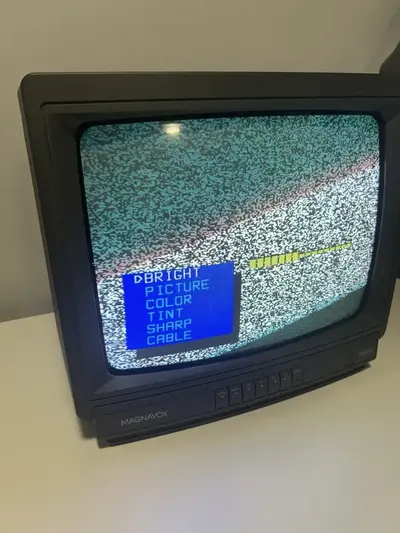 BRIGHT
PICTURE
COLOR
TINT
SHARP
CABLE
MAGNAVOX